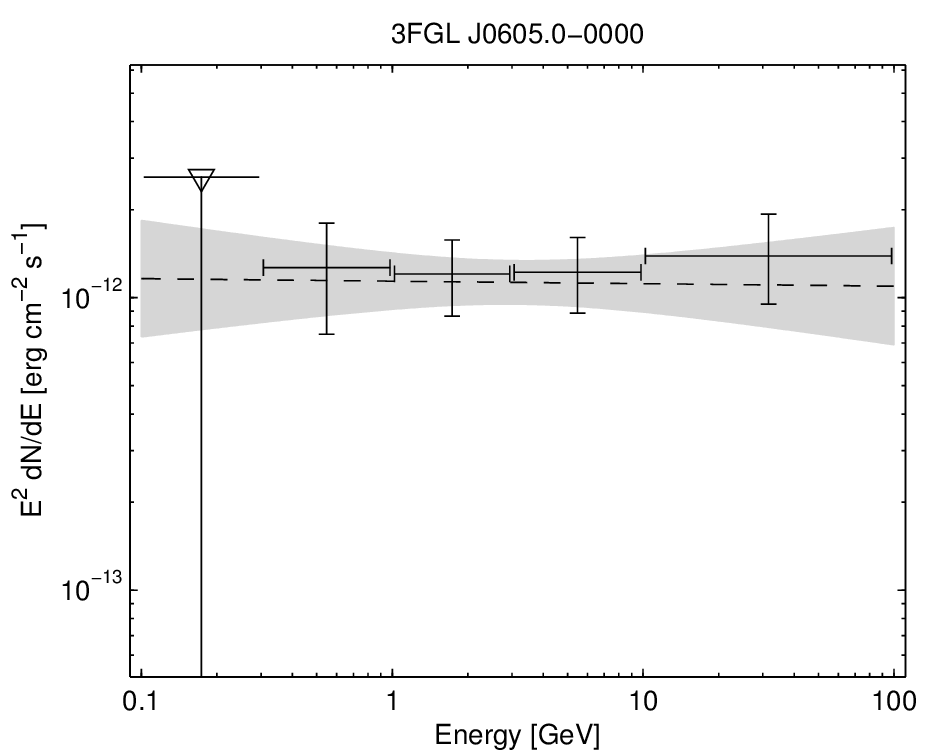 3FGL J0605.0−0000
E² dN/dE [erg cm⁻² s⁻¹]
10⁻¹²
10⁻¹³
0.1 1 10 100
Energy [GeV]